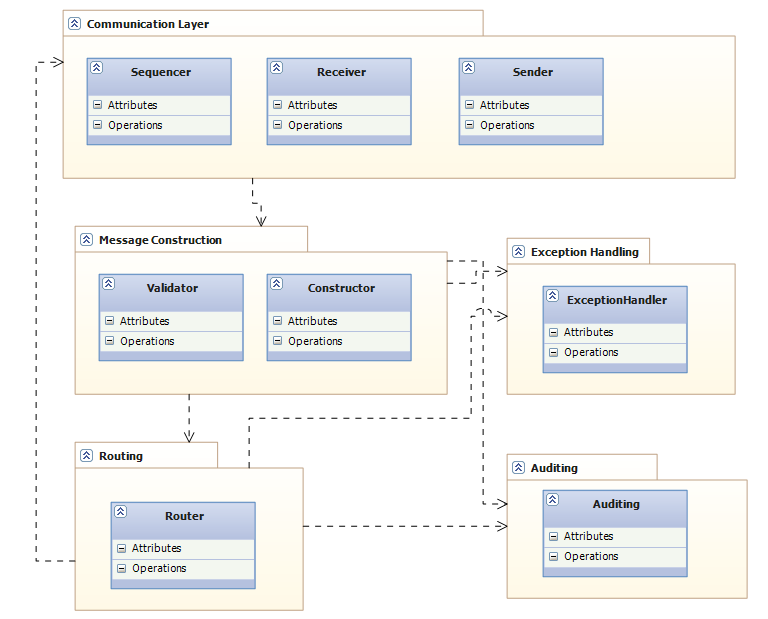 Communication Layer
Sequencer
Attributes
Operations
Receiver
Attributes
Operations
Sender
Attributes
Operations
Message Construction
Validator
Attributes
Operations
Constructor
Attributes
Operations
Exception Handling
ExceptionHandler
Attributes
Operations
Routing
Router
Attributes
Operations
Auditing
Auditing
Attributes
Operations